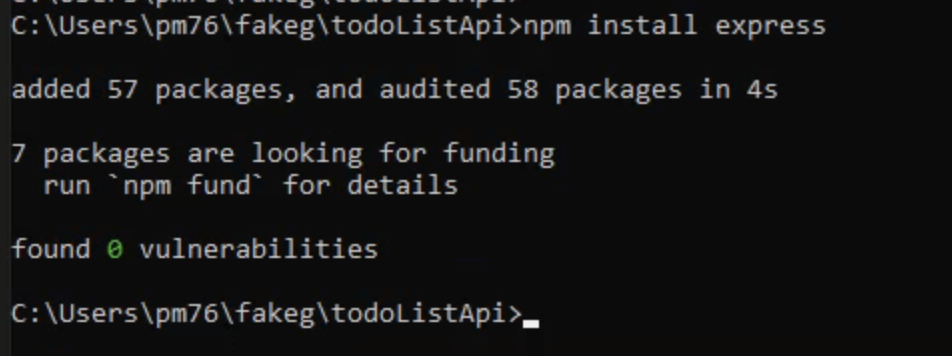 C:\Users\pm76\fakeg\todoListApi>npm install express
added 57 packages, and audited 58 packages in 4s
7 packages are looking for funding
  run `npm fund` for details
found 0 vulnerabilities
C:\Users\pm76\fakeg\todoListApi>